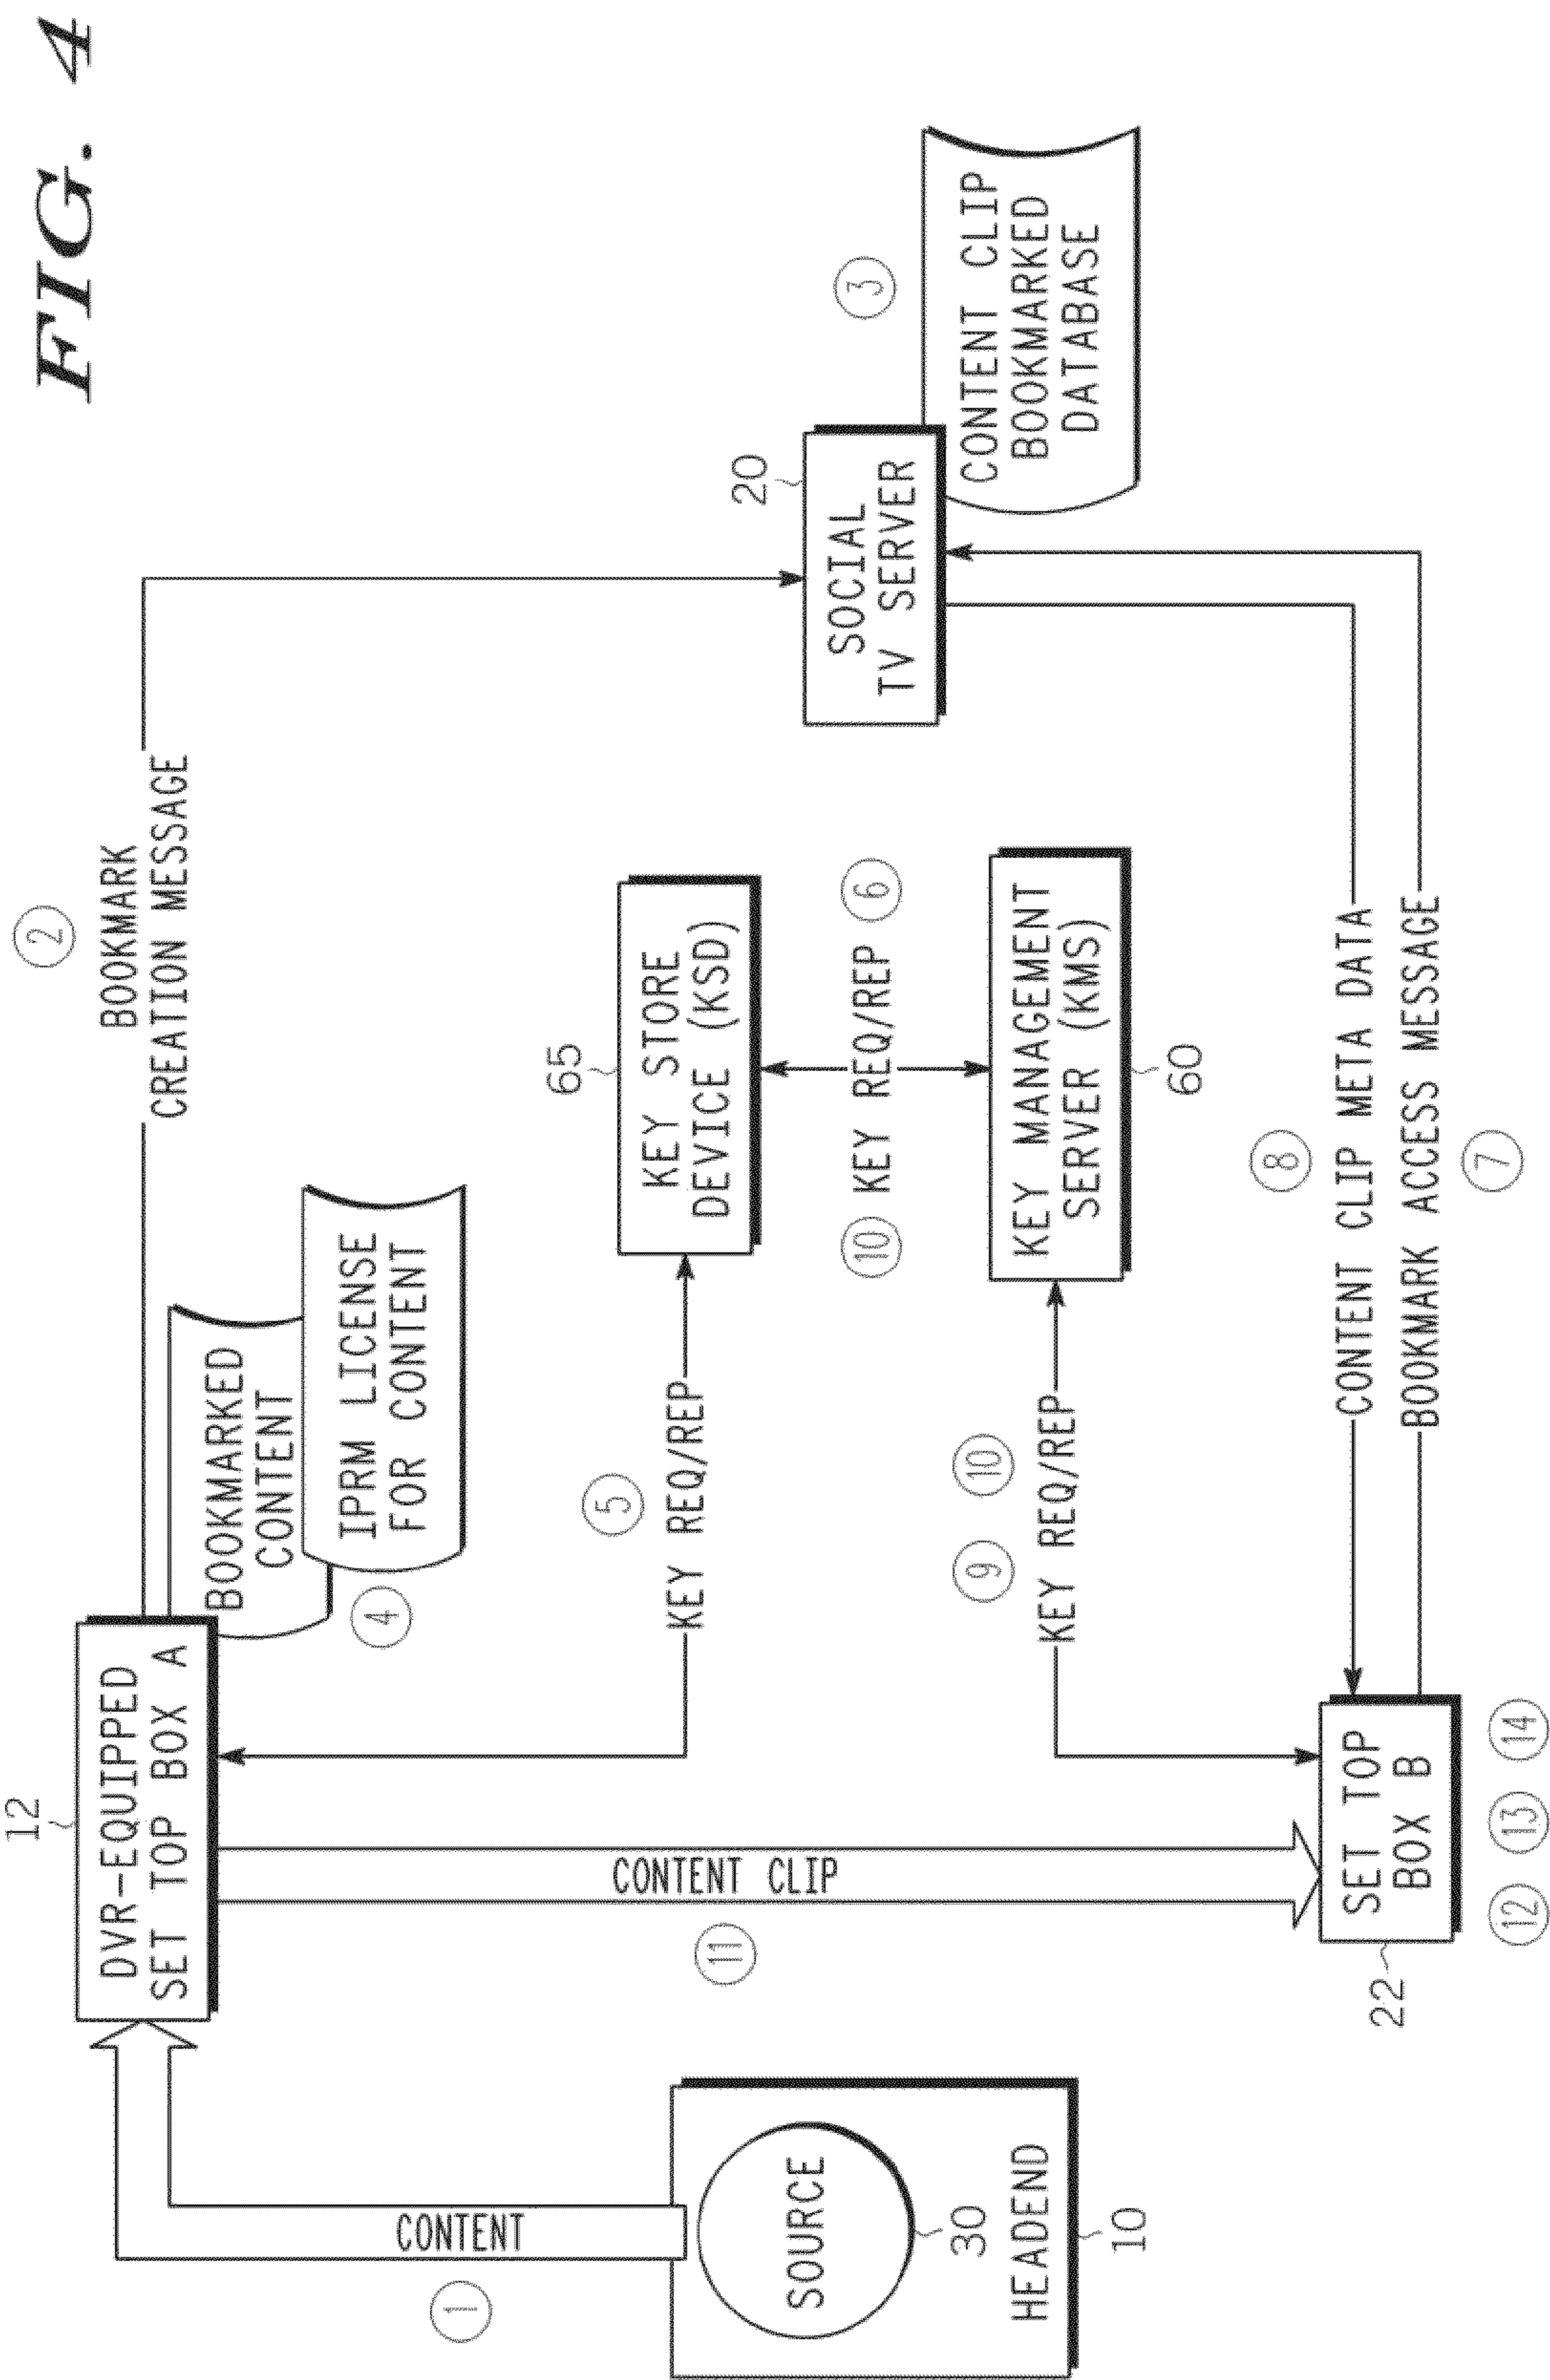 FIG. 4
12
DVR-EQUIPPED
SET TOP BOX A
BOOKMARKED
CONTENT
IPRM LICENSE
FOR CONTENT
4
2
BOOKMARK
CREATION MESSAGE
1
CONTENT
SOURCE
30
HEADEND
10
11
CONTENT CLIP
5
KEY REQ/REP
65
KEY STORE
DEVICE (KSD)
10 KEY REQ/REP 6
KEY MANAGEMENT
SERVER (KMS)
60
9 10
KEY REQ/REP
20
SOCIAL
TV SERVER
3
CONTENT CLIP
BOOKMARKED
DATABASE
8
CONTENT CLIP META DATA
BOOKMARK ACCESS MESSAGE
7
22
SET TOP
BOX B
12 13 14